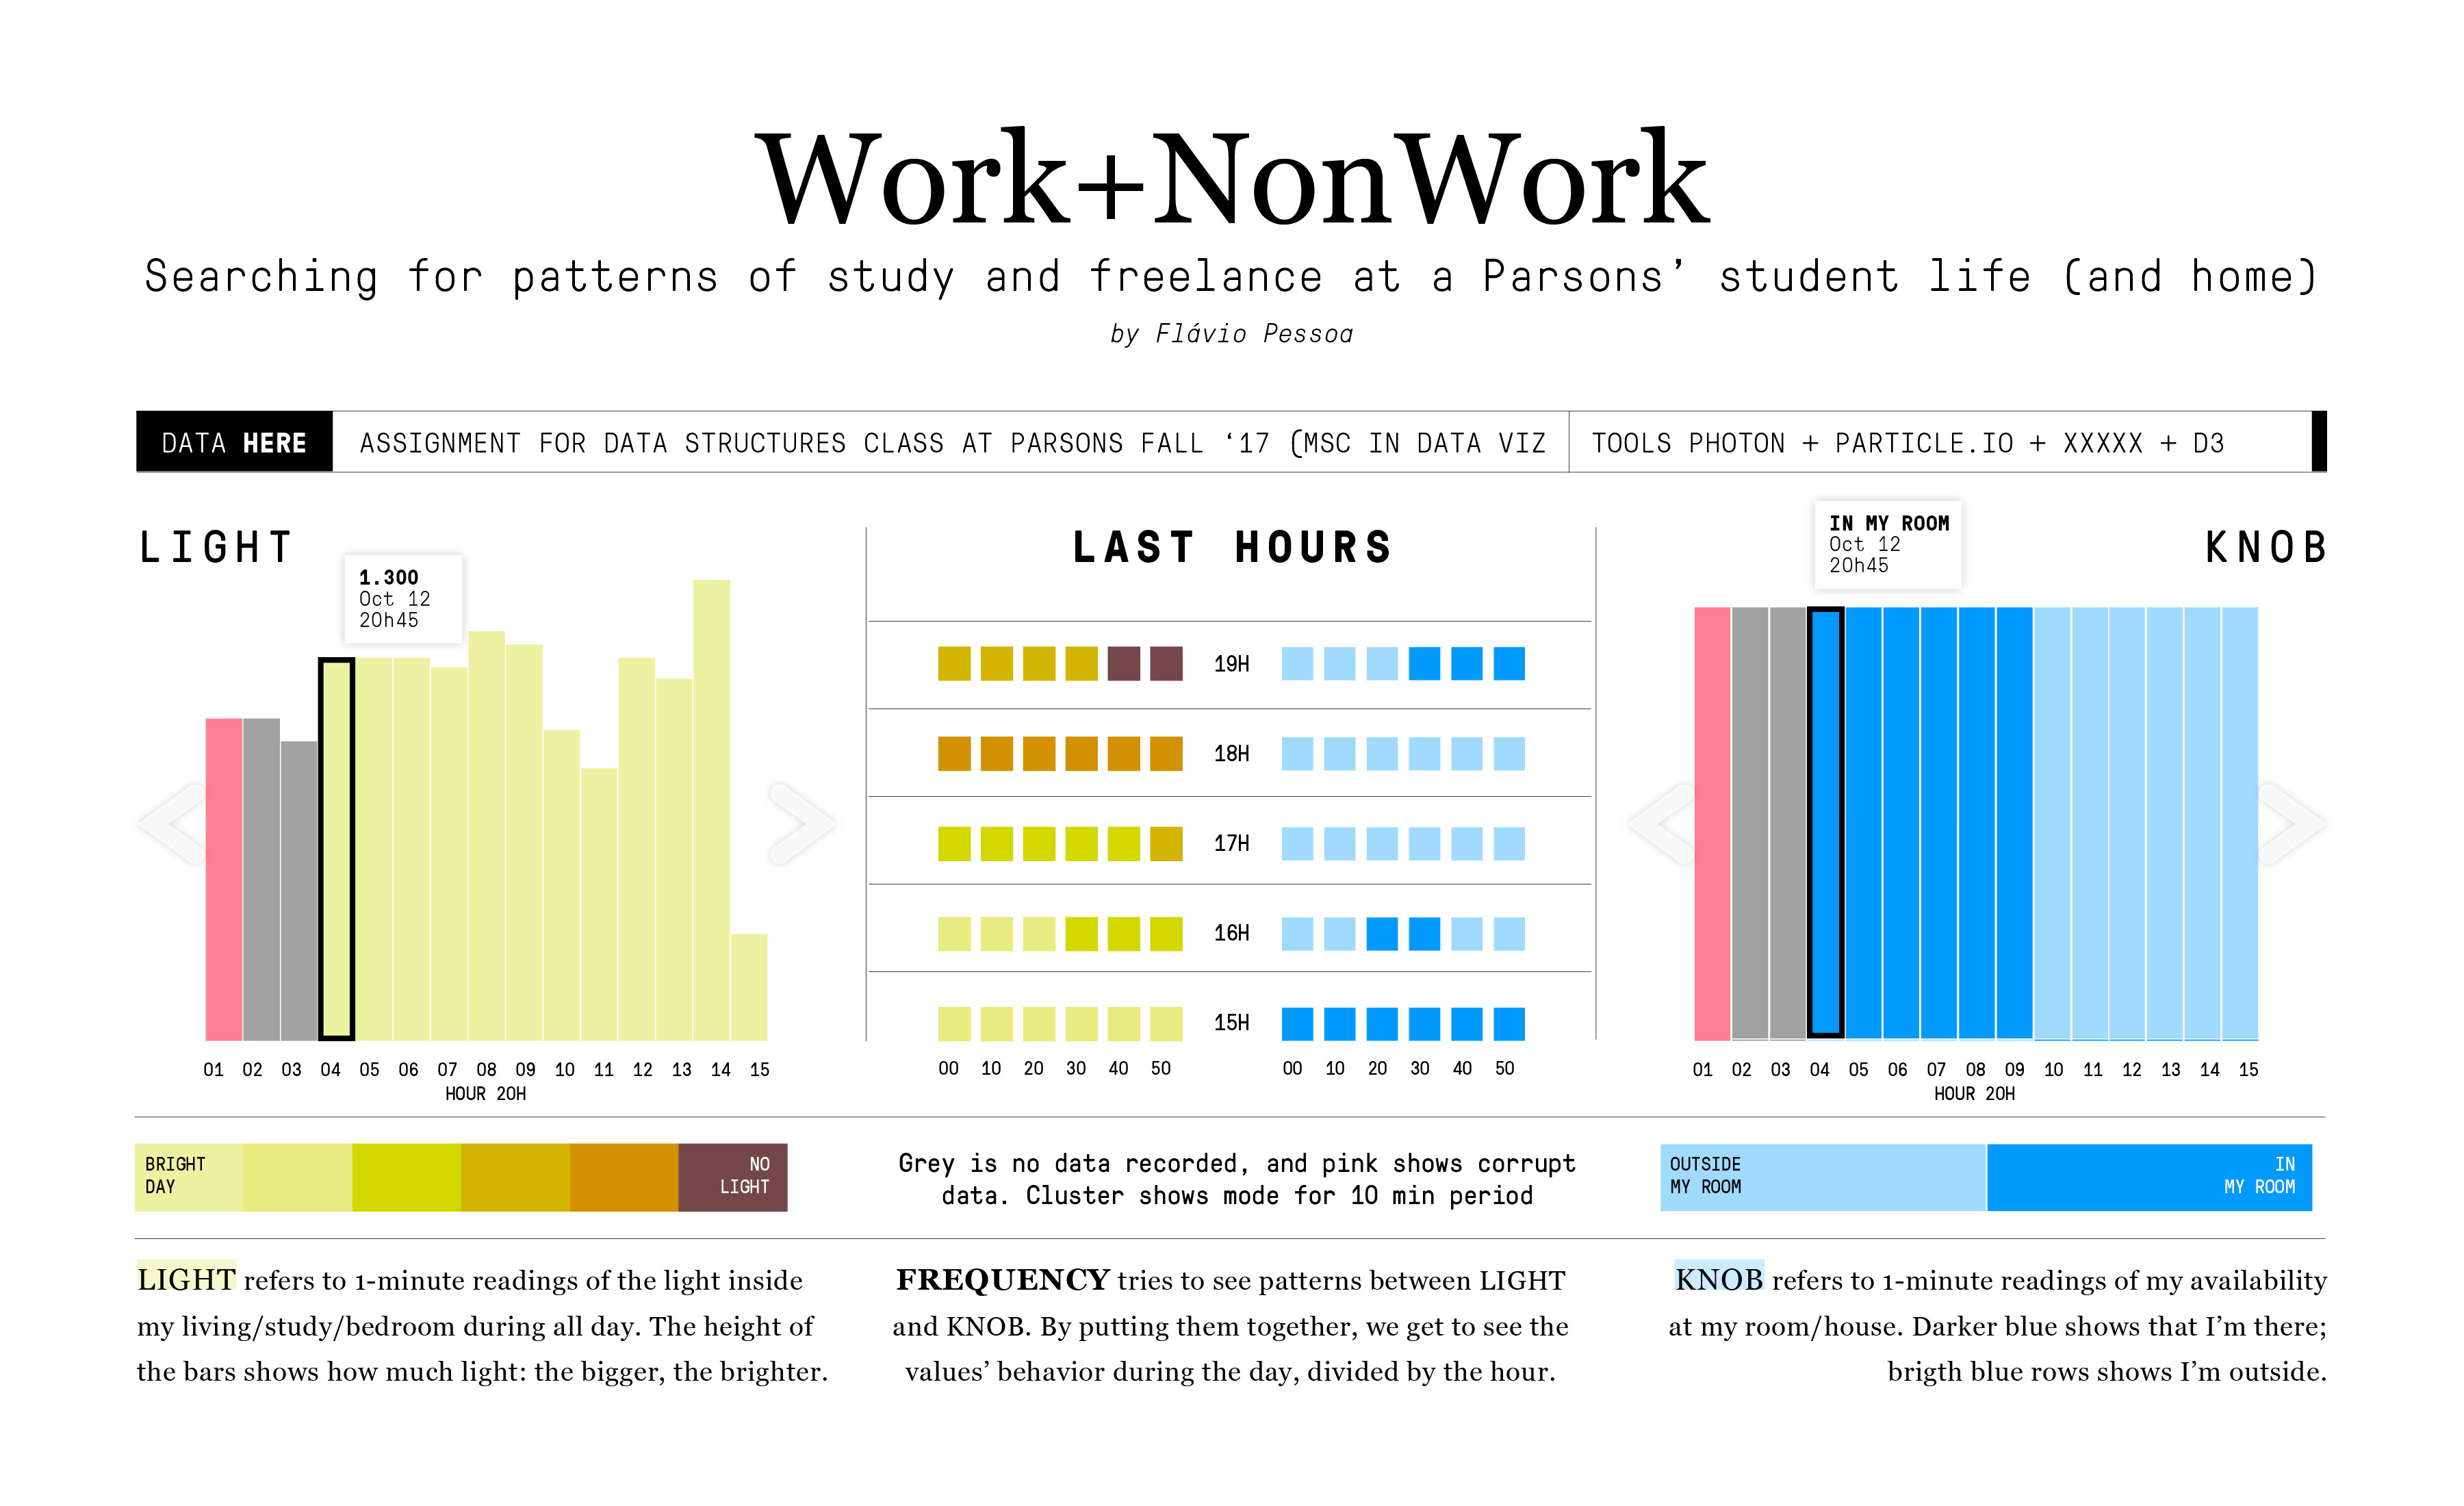 Work+NonWork
Searching for patterns of study and freelance at a Parsons’ student life (and home)
by Flávio Pessoa
DATA HERE
ASSIGNMENT FOR DATA STRUCTURES CLASS AT PARSONS FALL ‘17 (MSC IN DATA VIZ
TOOLS PHOTON + PARTICLE.IO + XXXXX + D3
LIGHT
1.300
Oct 12
20h45
01 02 03 04 05 06 07 08 09 10 11 12 13 14 15
HOUR 20H
LAST HOURS
19H
18H
17H
16H
15H
00 10 20 30 40 50
00 10 20 30 40 50
KNOB
IN MY ROOM
Oct 12
20h45
01 02 03 04 05 06 07 08 09 10 11 12 13 14 15
HOUR 20H
BRIGHT
DAY
NO
LIGHT
Grey is no data recorded, and pink shows corrupt
data. Cluster shows mode for 10 min period
OUTSIDE
MY ROOM
IN
MY ROOM
LIGHT refers to 1-minute readings of the light inside
my living/study/bedroom during all day. The height of
the bars shows how much light: the bigger, the brighter.
FREQUENCY tries to see patterns between LIGHT
and KNOB. By putting them together, we get to see the
values’ behavior during the day, divided by the hour.
KNOB refers to 1-minute readings of my availability
at my room/house. Darker blue shows that I’m there;
brigth blue rows shows I’m outside.